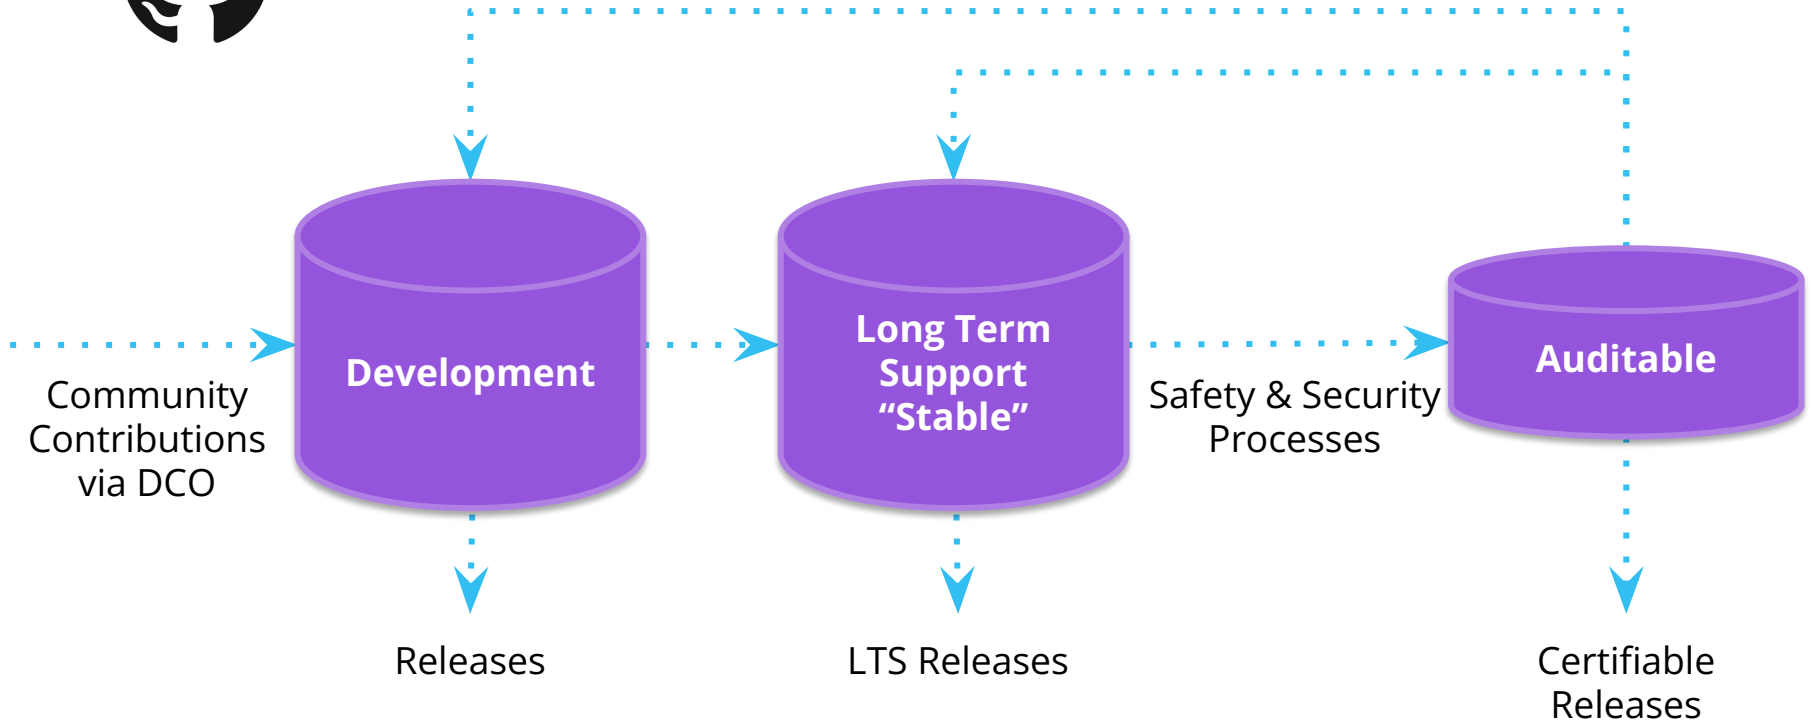 Development
Long Term
Support
“Stable”
Auditable
Community
Contributions
via DCO
Safety & Security
Processes
Releases
LTS Releases
Certifiable
Releases